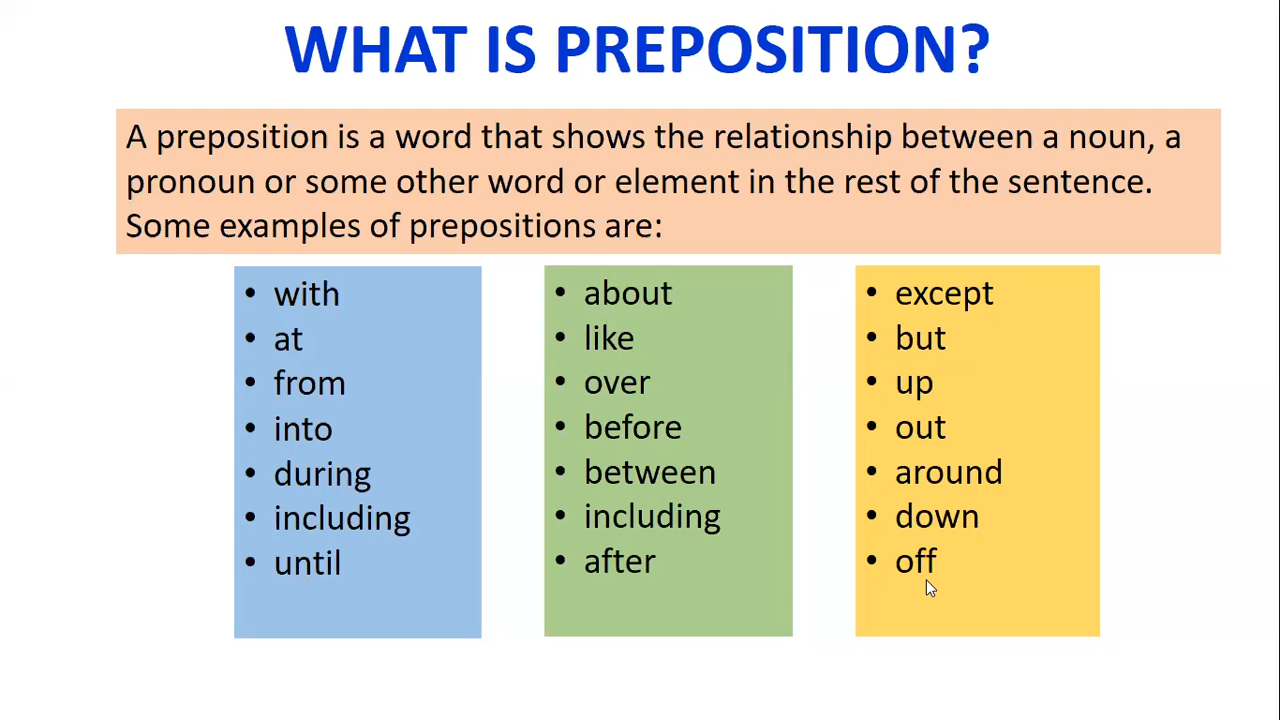 WHAT IS PREPOSITION?
A preposition is a word that shows the relationship between a noun, a
pronoun or some other word or element in the rest of the sentence.
Some examples of prepositions are:
• with
• at
• from
• into
• during
• including
• until
• about
• like
• over
• before
• between
• including
• after
• except
• but
• up
• out
• around
• down
• off